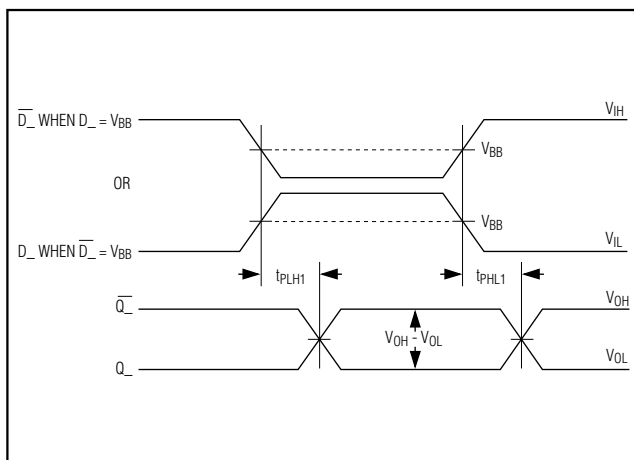 D̅_ WHEN D_ = VBB
VIH
VBB
OR
VBB
D_ WHEN D̅_ = VBB
VIL
tPLH1
tPHL1
Q̅_
VOH
VOH - VOL
Q_
VOL